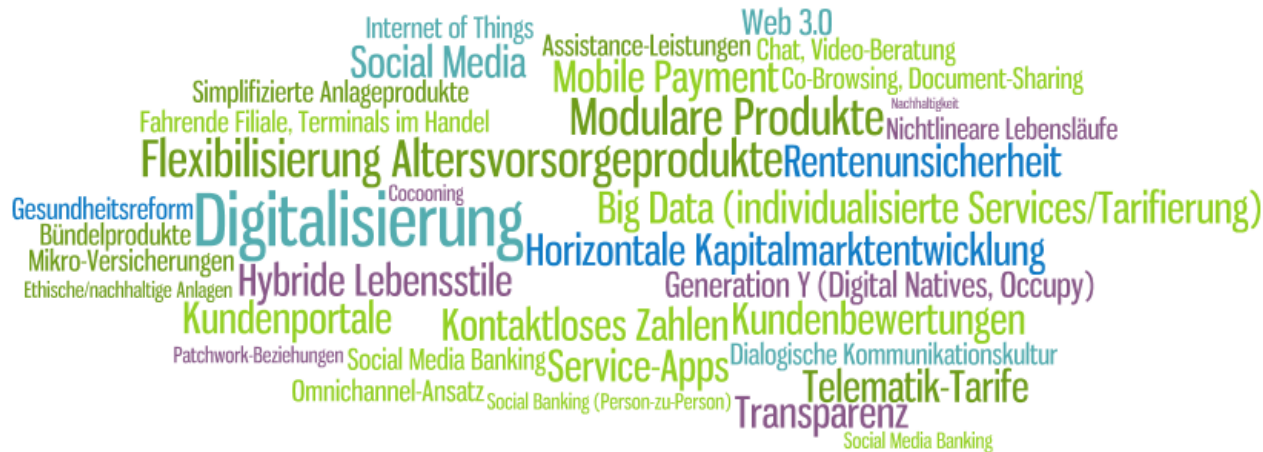 Web 3.0
Internet of Things
Assistance-Leistungen Chat, Video-Beratung
Social Media
Mobile Payment Co-Browsing, Document-Sharing
Simplifizierte Anlageprodukte
Nachhaltigkeit
Fahrende Filiale, Terminals im Handel
Modulare Produkte Nichtlineare Lebensläufe
Flexibilisierung Altersvorsorgeprodukte Rentenunsicherheit
Cocooning
Gesundheitsreform Digitalisierung Big Data (individualisierte Services/Tarifierung)
Bündelprodukte
Horizontale Kapitalmarktentwicklung
Mikro-Versicherungen
Hybride Lebensstile Generation Y (Digital Natives, Occupy)
Ethische/nachhaltige Anlagen
Kundenportale Kontaktloses Zahlen Kundenbewertungen
Patchwork-Beziehungen Social Media Banking Service-Apps Dialogische Kommunikationskultur
Omnichannel-Ansatz Social Banking (Person-zu-Person) Telematik-Tarife
Transparenz
Social Media Banking